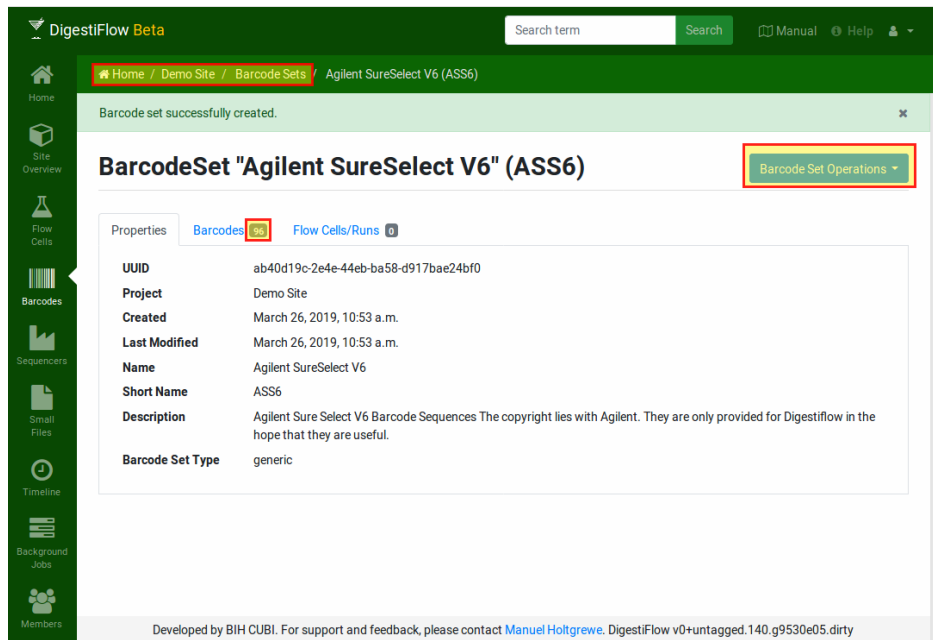 DigestiFlow Beta
Search term
Search
Manual
Help
Home
Site
Overview
Flow
Cells
Barcodes
Sequencers
Small
Files
Timeline
Background
Jobs
Members
Home / Demo Site / Barcode Sets / Agilent SureSelect V6 (ASS6)
Barcode set successfully created. ×
BarcodeSet "Agilent SureSelect V6" (ASS6)
Barcode Set Operations
Properties Barcodes 96 Flow Cells/Runs 0
UUID ab40d19c-2e4e-44eb-ba58-d917bae24bf0
Project Demo Site
Created March 26, 2019, 10:53 a.m.
Last Modified March 26, 2019, 10:53 a.m.
Name Agilent SureSelect V6
Short Name ASS6
Description Agilent Sure Select V6 Barcode Sequences The copyright lies with Agilent. They are only provided for Digestiflow in the
hope that they are useful.
Barcode Set Type generic
Developed by BIH CUBI. For support and feedback, please contact Manuel Holtgrewe. DigestiFlow v0+untagged.140.g9530e05.dirty